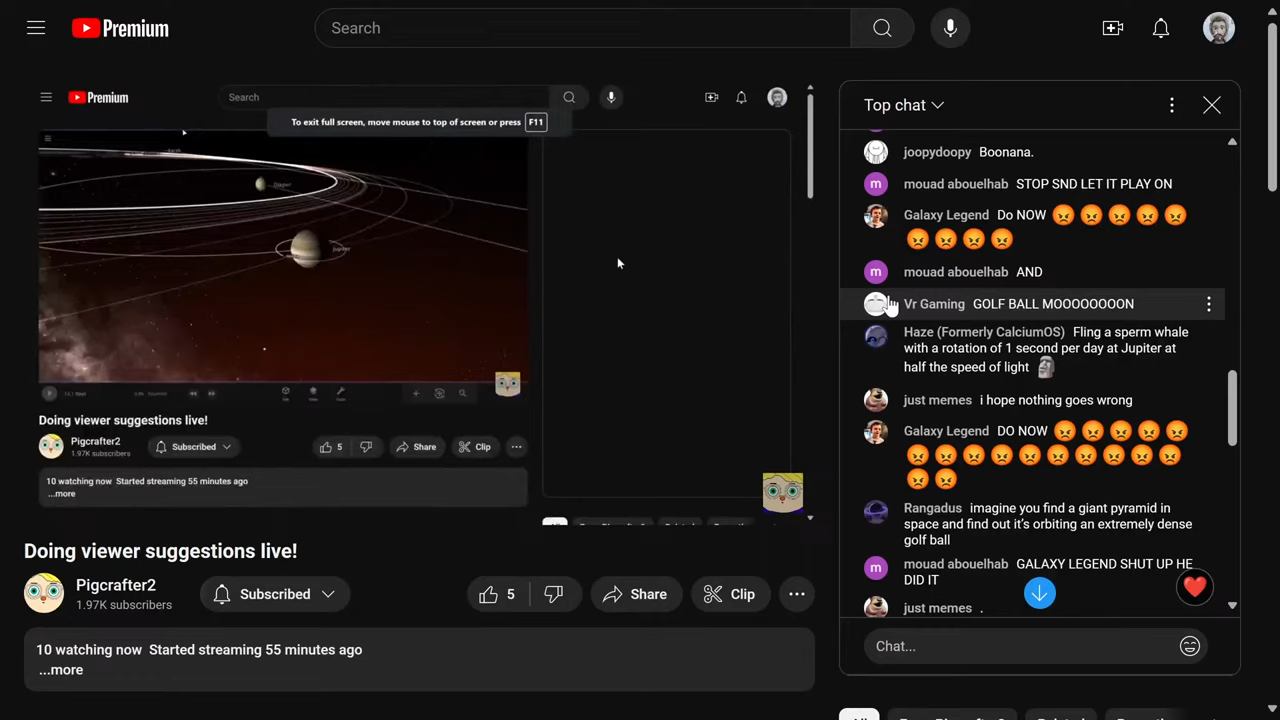 Premium
Search
Premium
Search
To exit full screen, move mouse to top of screen or press F11
Jupiter
Doing viewer suggestions live!
Pigcrafter2
1.97K subscribers
Subscribed
5
Share
Clip
10 watching now Started streaming 55 minutes ago
...more
Doing viewer suggestions live!
Pigcrafter2
1.97K subscribers
Subscribed
5
Share
Clip
10 watching now Started streaming 55 minutes ago
...more
Top chat
joopydoopy Boonana.
m
mouad abouelhab STOP SND LET IT PLAY ON
Galaxy Legend Do NOW 😡 😡 😡 😡 😡
😡 😡 😡 😡
m
mouad abouelhab AND
Vr Gaming GOLF BALL MOOOOOOOON
Haze (Formerly CalciumOS) Fling a sperm whale
with a rotation of 1 second per day at Jupiter at
half the speed of light 🗿
just memes i hope nothing goes wrong
Galaxy Legend DO NOW 😡 😡 😡 😡 😡
😡 😡 😡 😡 😡 😡 😡 😡 😡 😡
😡 😡
Rangadus imagine you find a giant pyramid in
space and find out it's orbiting an extremely dense
golf ball
m
mouad abouelhab GALAXY LEGEND SHUT UP HE
DID IT
just memes .
Chat...